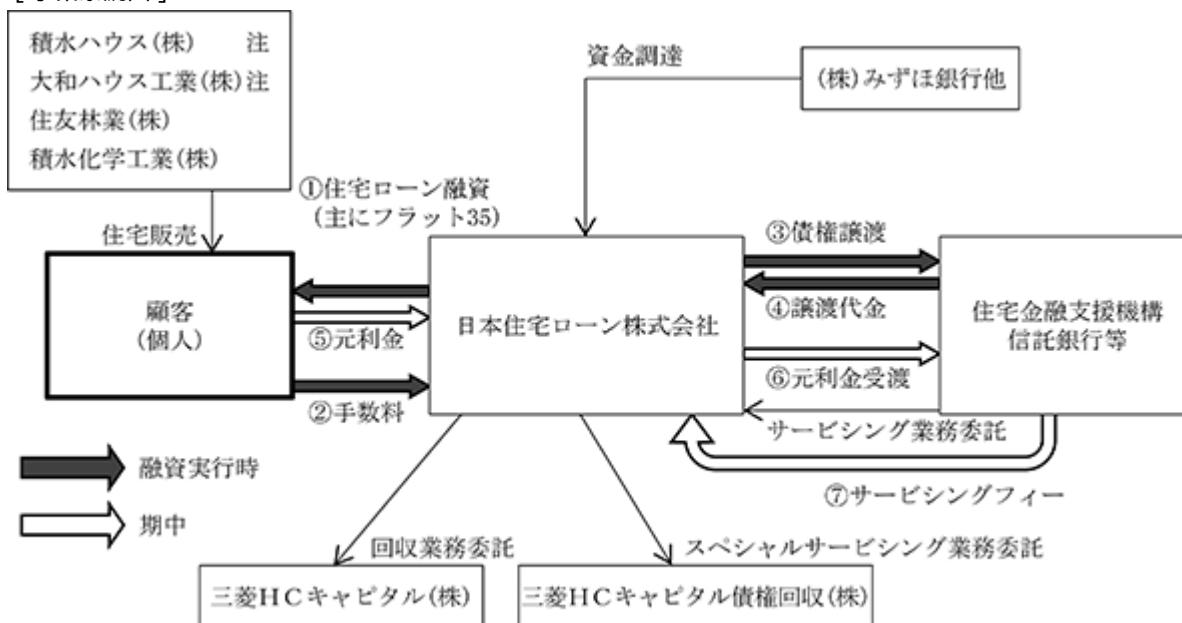 積水ハウス(株)　注
大和ハウス工業(株)注
住友林業(株)
積水化学工業(株)
資金調達
(株)みずほ銀行他
①住宅ローン融資
(主にフラット35)
住宅販売
顧客
(個人)
⑤元利金
②手数料
日本住宅ローン株式会社
③債権譲渡
④譲渡代金
⑥元利金受渡
住宅金融支援機構
信託銀行等
サービシング業務委託
⑦サービシングフィー
融資実行時
期中
回収業務委託
スペシャルサービシング業務委託
三菱HCキャピタル(株)
三菱HCキャピタル債権回収(株)